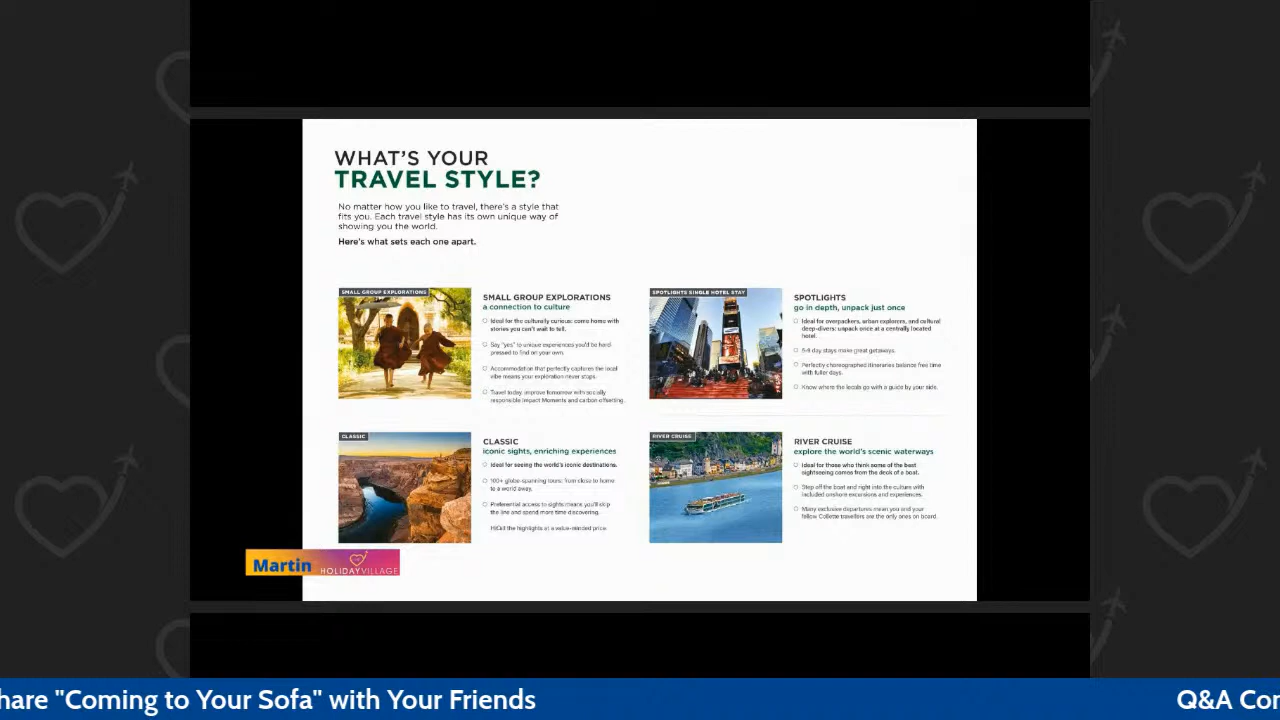 WHAT'S YOUR
TRAVEL STYLE?
No matter how you like to travel, there's a style that
fits you. Each travel style has its own unique way of
showing you the world.
Here's what sets each one apart.
SMALL GROUP EXPLORATIONS
SMALL GROUP EXPLORATIONS
a connection to culture
Ideal for the culturally curious: come home with
stories you can't wait to tell.
Say "yes" to unique experiences you'll be hard-
pressed to find on your own.
Accommodation that perfectly captures the local
vibe means your exploration never stops.
Travel today, improve tomorrow with socially
responsible Impact Moments and carbon offsetting.
SPOTLIGHTS SINGLE HOTEL STAY
SPOTLIGHTS
go in depth, unpack just once
Ideal for overpackers, urban explorers, and cultural
deep-divers: unpack once at a centrally located
hotel.
day stays make great getaways.
Perfectly choreographed itineraries balance free time
with fuller days.
Know where the locals go with a guide by your side.
CLASSIC
CLASSIC
iconic sights, enriching experiences
Ideal for seeing the world's iconic destinations.
100+ globe-spanning tours: from close to home
to a world away.
Preferential access to sights means you'll skip
the line and spend more time discovering.
all the highlights at a value-minded price.
RIVER CRUISE
RIVER CRUISE
explore the world's scenic waterways
Ideal for those who think some of the best
sightseeing comes from the deck of a boat.
Step off the boat and right into the culture with
included onshore excursions and experiences.
Many exclusive departures mean you and your
fellow Collette travellers are the only ones on board.
Martin
HOLIDAYVILLAGE
hare "Coming to Your Sofa" with Your Friends
Q&A Con